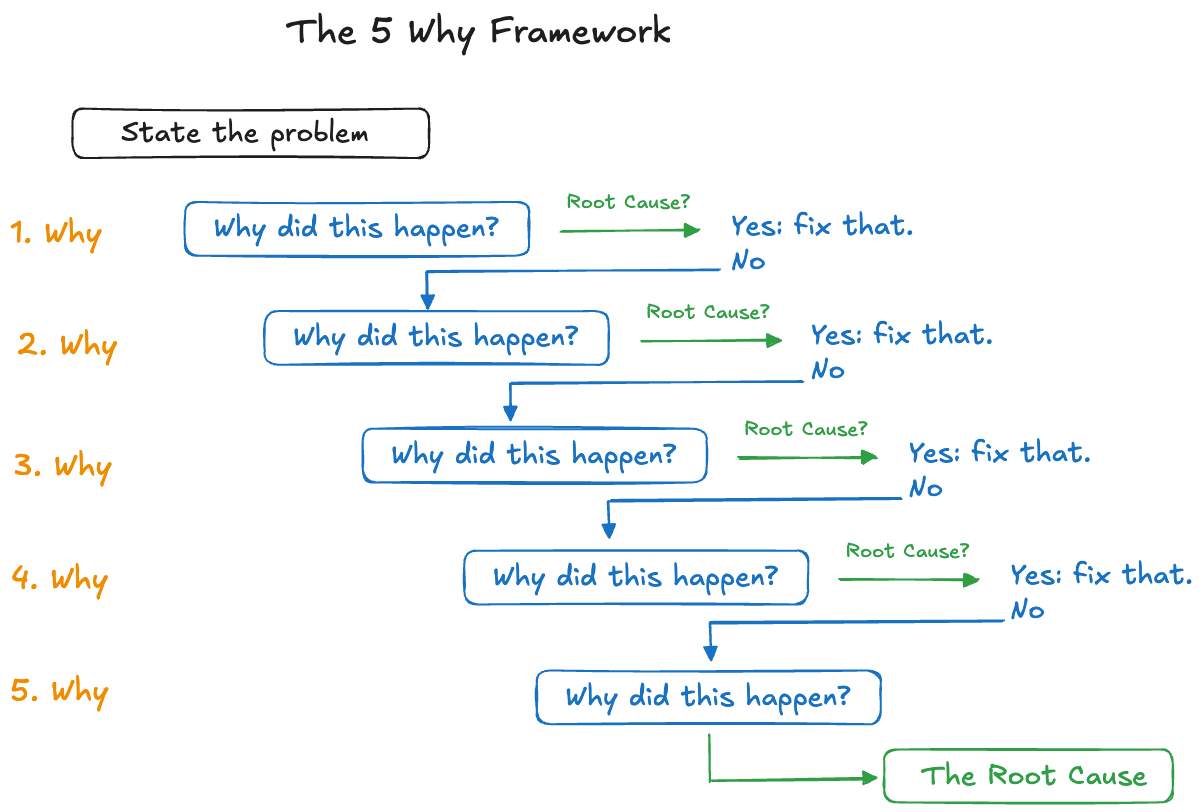 The 5 Why Framework
State the problem
1. Why
Why did this happen?
Root Cause?
Yes: fix that.
No
2. Why
Why did this happen?
Root Cause?
Yes: fix that.
No
3. Why
Why did this happen?
Root Cause?
Yes: fix that.
No
4. Why
Why did this happen?
Root Cause?
Yes: fix that.
No
5. Why
Why did this happen?
The Root Cause